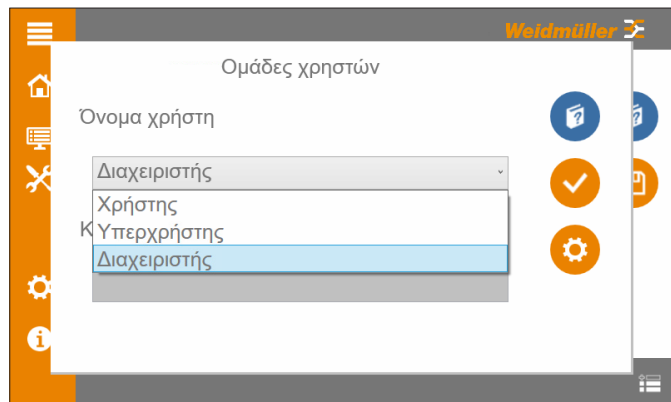 Weidmüller
Ομάδες χρηστών
Όνομα χρήστη
Διαχειριστής
Χρήστης
Υπερχρήστης
Διαχειριστής